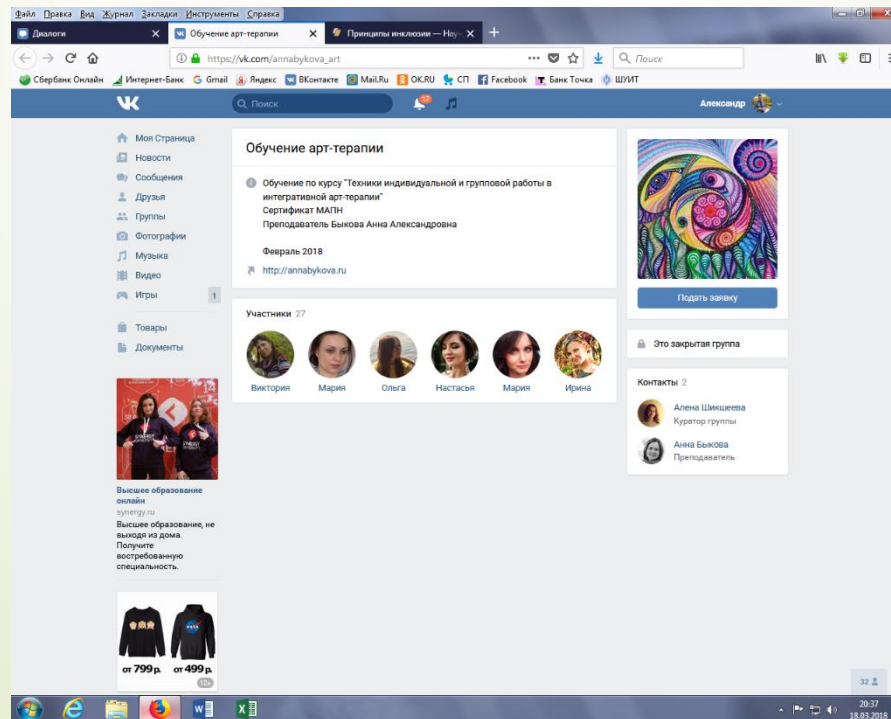 Файл Правка Вид Журнал Закладки Инструменты Справка
Диалоги
Обучение арт-терапии
Принципы инклюзии — Науч
https://vk.com/annabykova_art
Поиск
Сбербанк Онлайн Интернет-Банк Gmail Яндекс ВКонтакте Mail.Ru OK.RU СП Facebook Банк Точка ШУИТ
Поиск
17
Александр
Моя Страница
Новости
Сообщения
Друзья
Группы
Фотографии
Музыка
Видео
Игры 1
Товары
Документы
Высшее образование
онлайн
synergy.ru
Высшее образование, не
выходя из дома.
Получите
востребованную
специальность.
от 799 р. от 499 р.
12+
Обучение арт-терапии
Обучение по курсу "Техники индивидуальной и групповой работы в
интегративной арт-терапии"
Сертификат МАПН
Преподаватель Быкова Анна Александровна
Февраль 2018
http://annabykova.ru
Участники 27
Виктория Мария Ольга Настасья Мария Ирина
Подать заявку
Это закрытая группа
Контакты 2
Алена Шикшеева
Куратор группы
Анна Быкова
Преподаватель
32
20:37
18.03.2018